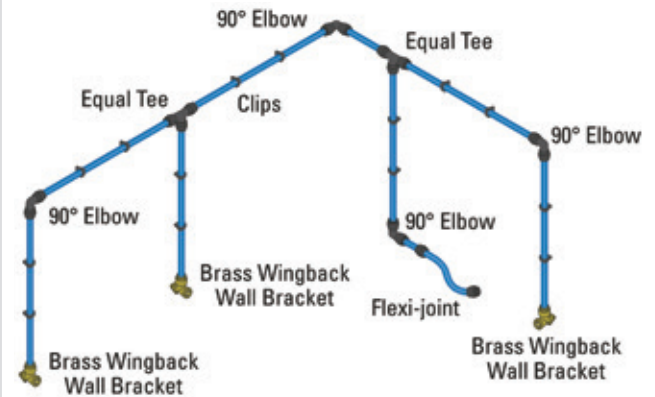 90° Elbow
Equal Tee
Equal Tee
Clips
90° Elbow
90° Elbow
90° Elbow
Brass Wingback
Wall Bracket
Flexi-joint
Brass Wingback
Wall Bracket
Brass Wingback
Wall Bracket